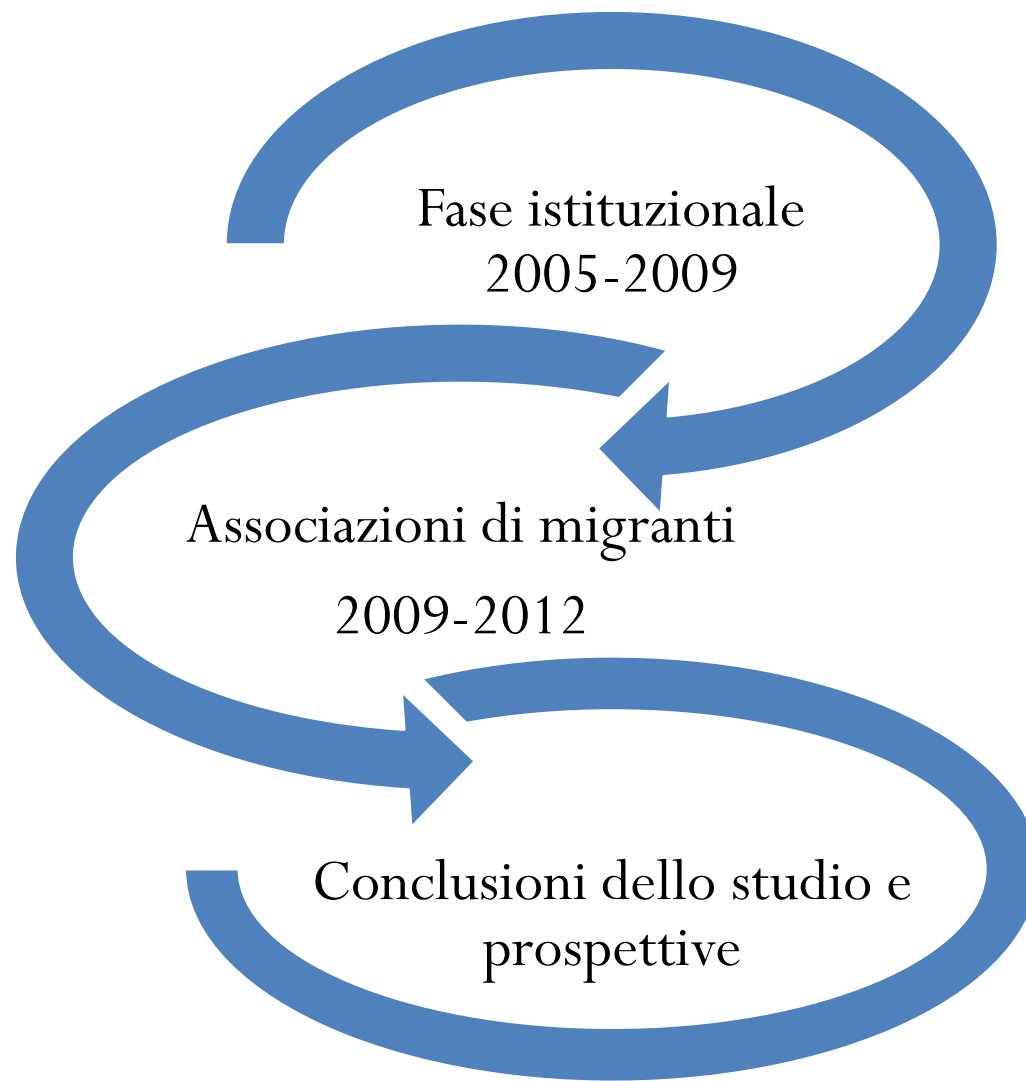 Fase istituzionale
2005-2009
Associazioni di migranti
2009-2012
Conclusioni dello studio e
prospettive